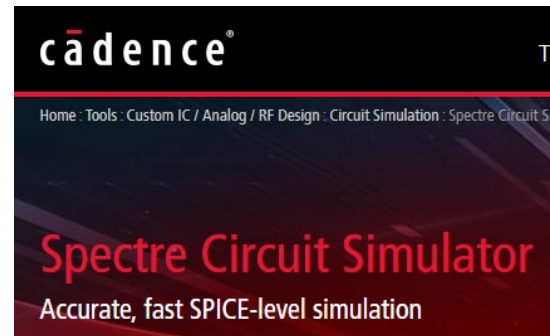 cādence®
T
Home : Tools : Custom IC / Analog / RF Design : Circuit Simulation : Spectre Circuit S
Spectre Circuit Simulator
Accurate, fast SPICE-level simulation